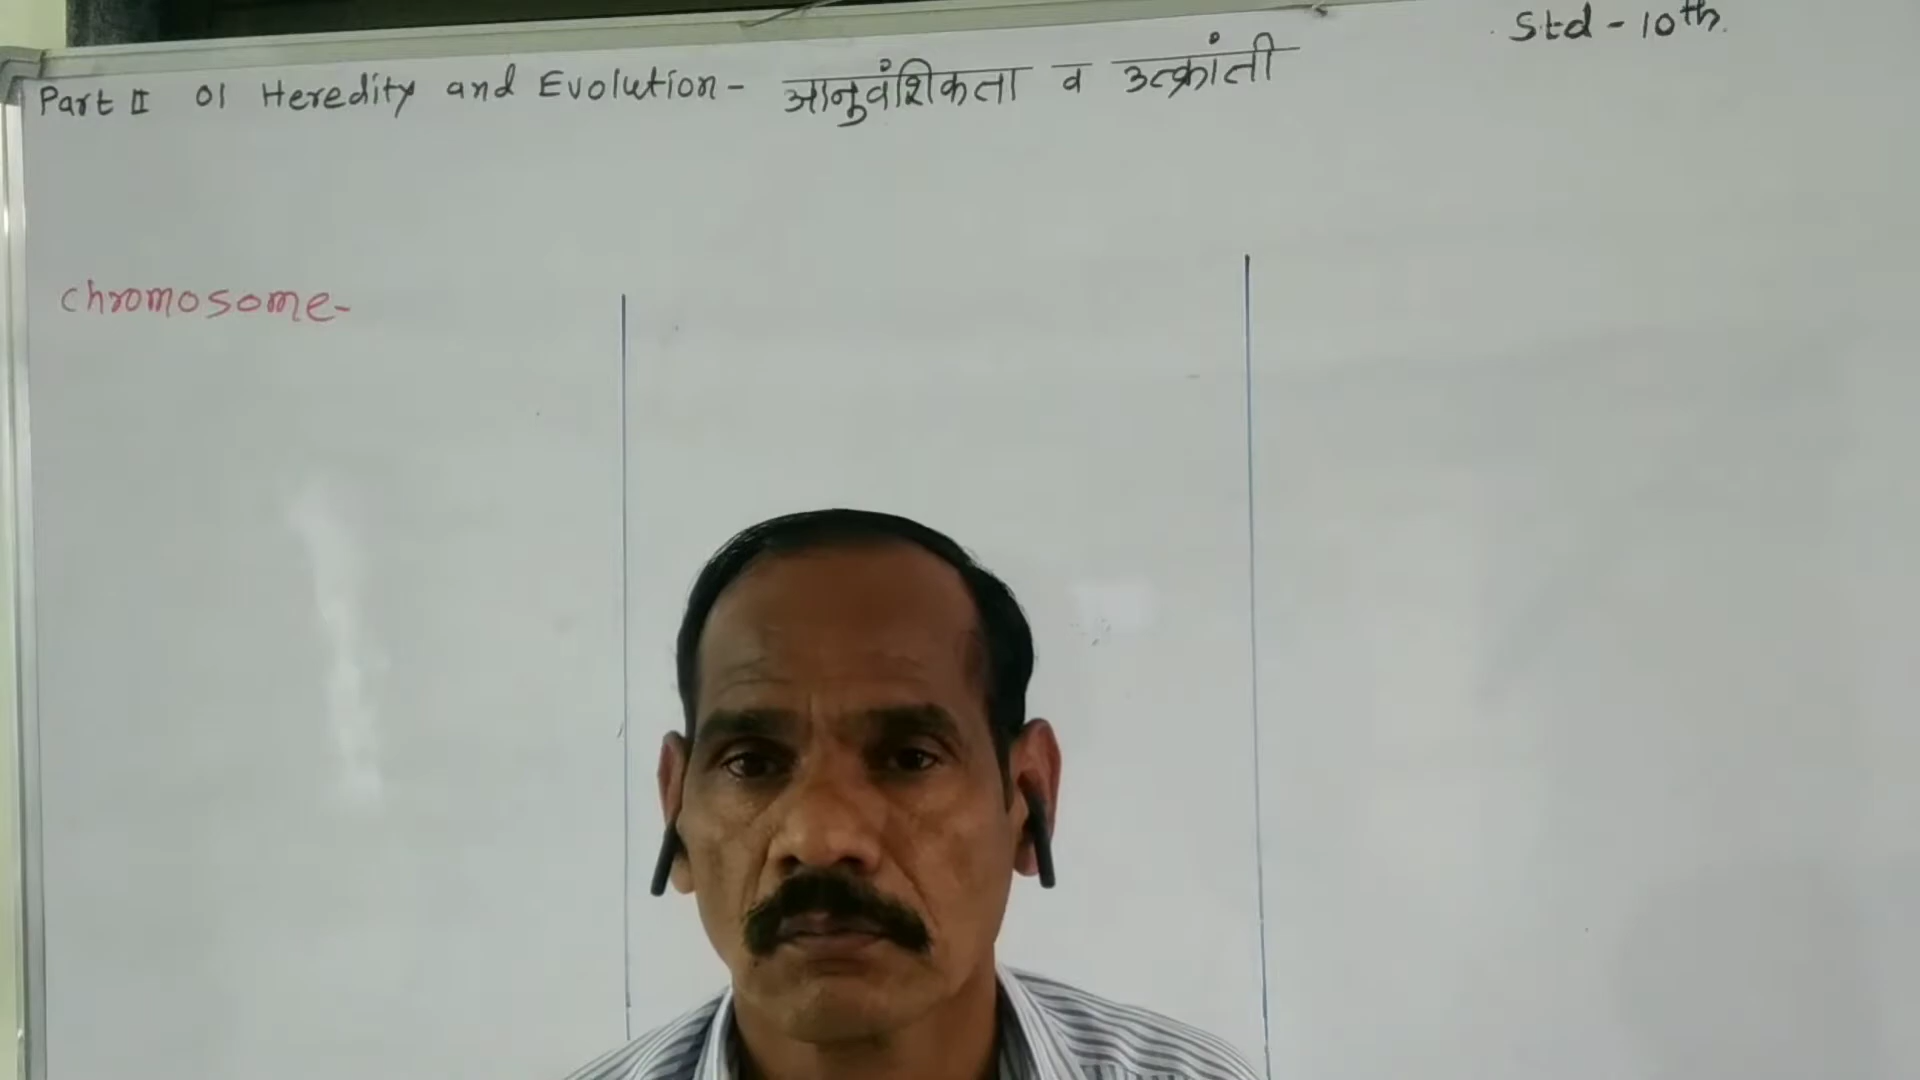 Std - 10th.
Part II 01 Heredity and Evolution - आनुवंशिकता व उत्क्रांती
chromosome-